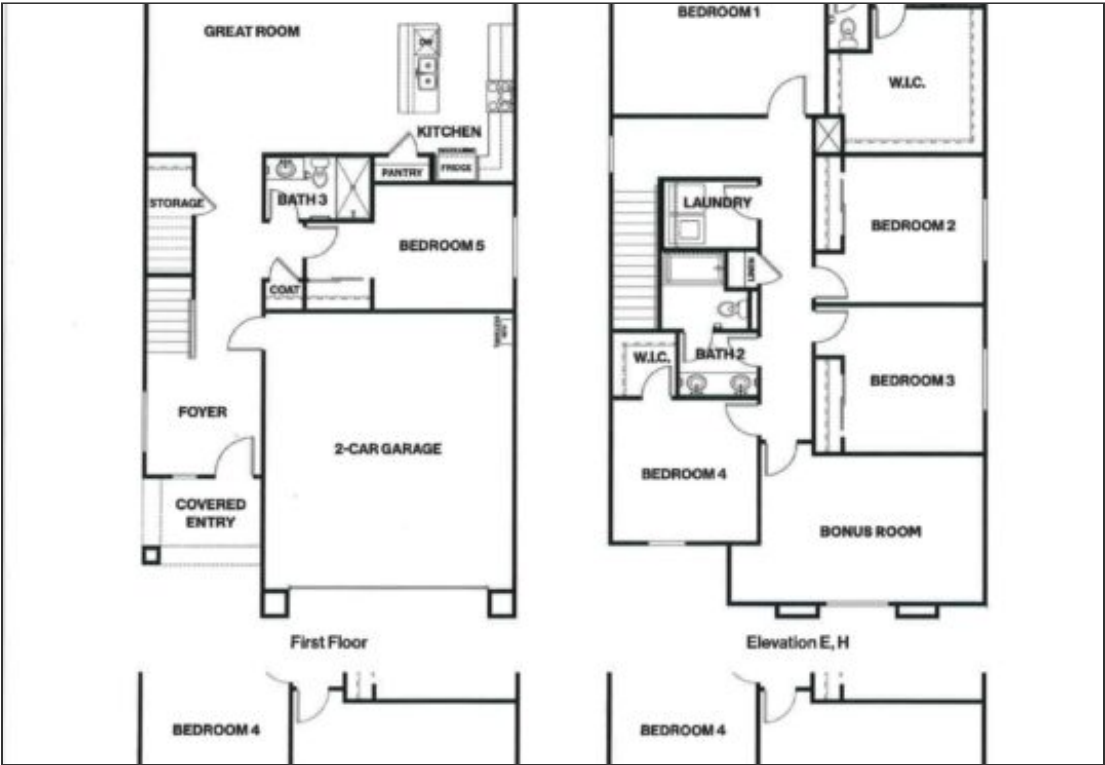 GREAT ROOM
DW
KITCHEN
PANTRY
FRIDGE
BATH 3
STORAGE
BEDROOM 5
COAT
FOYER
2-CAR GARAGE
COVERED
ENTRY
First Floor
BEDROOM 1
W.I.C.
LAUNDRY
BEDROOM 2
LINEN
BATH 2
W.I.C.
BEDROOM 3
BEDROOM 4
BONUS ROOM
Elevation E, H
BEDROOM 4
BEDROOM 4